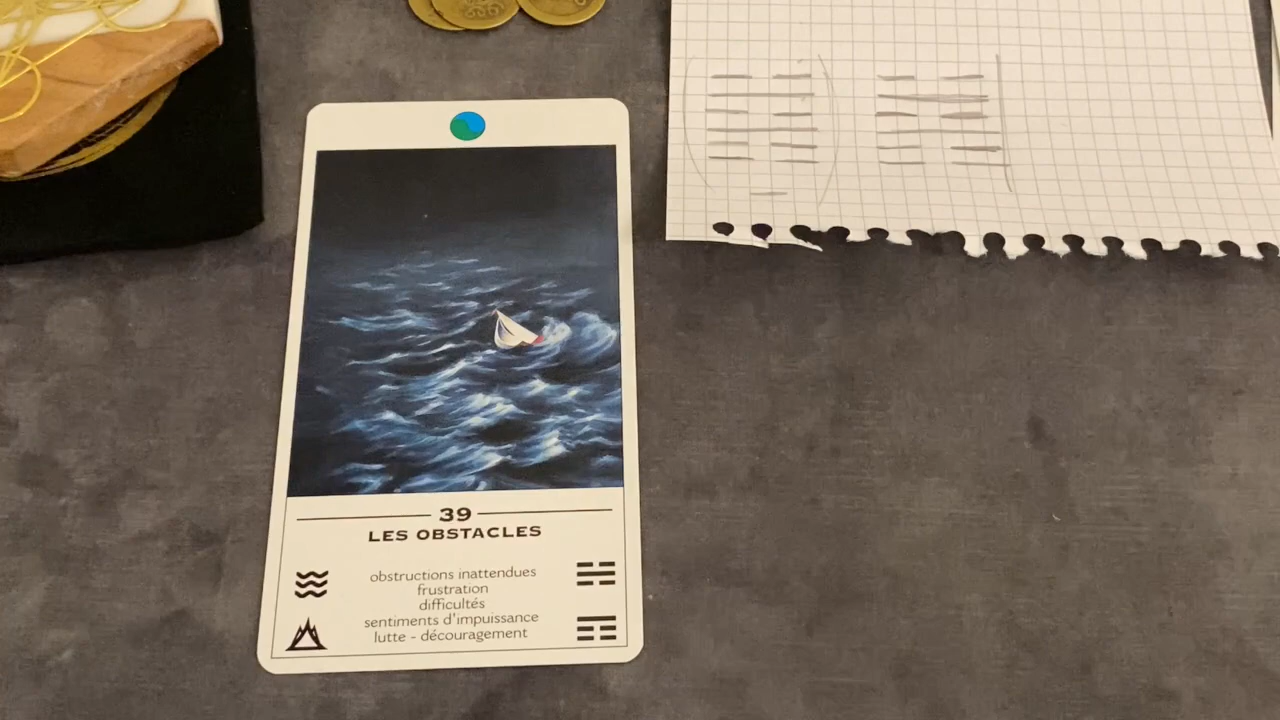 39
LES OBSTACLES
obstructions inattendues
frustration
difficultés
sentiments d'impuissance
lutte - découragement